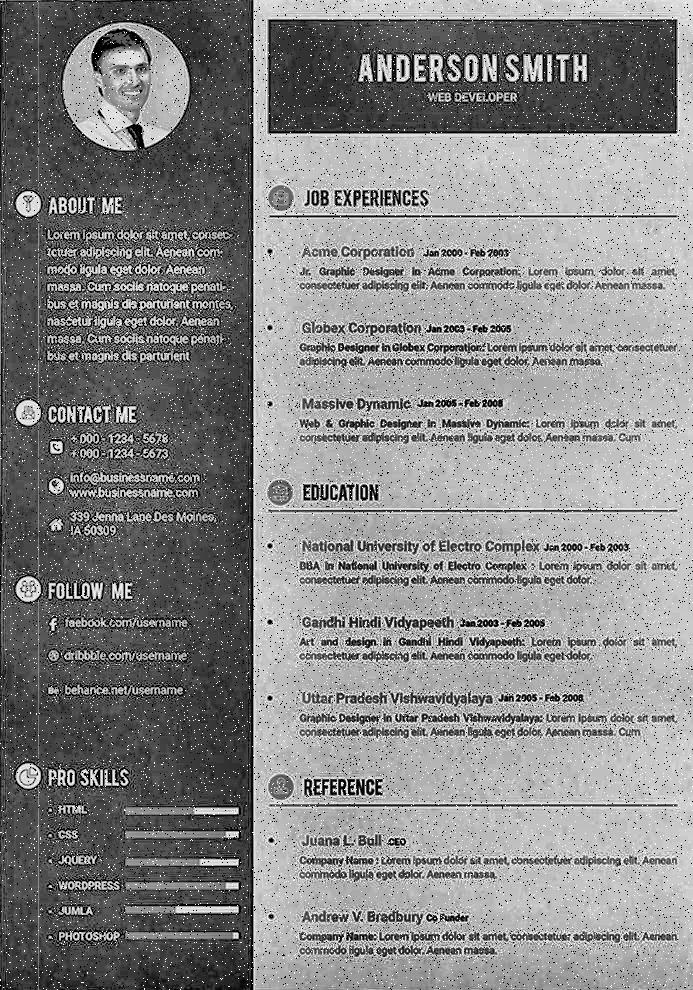 ANDERSON SMITH
WEB DEVELOPER
ABOUT ME
Lorem ipsum dolor sit amet, consec-
tetuer adipiscing elit. Aenean com-
modo ligula eget dolor. Aenean
massa. Cum sociis natoque penati-
bus et magnis dis parturient montes,
nascetur ligula eget dolor. Aenean
massa. Cum sociis natoque penati-
bus et magnis dis parturient
CONTACT ME
+ 000 - 1234 - 5678
+ 000 - 1234 - 5673
info@businessname.com
www.businessname.com
339 Jenna Lane Des Moines,
IA 50309
FOLLOW ME
faebook.com/username
dribbble.com/username
Be behance.net/username
PRO SKILLS
HTML
CSS
JQUERY
WORDPRESS
JUMLA
PHOTOSHOP
JOB EXPERIENCES
Acme Corporation Jan 2000 - Feb 2003
Jr. Graphic Designer in Acme Corporation: Lorem ipsum dolor sit amet,
consectetuer adipiscing elit. Aenean commodo ligula eget dolor. Aenean massa.
Globex Corporation Jan 2003 - Feb 2005
Graphic Designer in Globex Corporation: Lorem ipsum dolor sit amet, consectetuer
adipiscing elit. Aenean commodo ligula eget dolor. Aenean massa.
Massive Dynamic Jan 2005 - Feb 2008
Web & Graphic Designer in Massive Dynamic: Lorem ipsum dolor sit amet,
consectetuer adipiscing elit. Aenean ligula eget dolor. Aenean massa. Cum
EDUCATION
National University of Electro Complex Jan 2000 - Feb 2003
BBA in National University of Electro Complex : Lorem ipsum dolor sit amet,
consectetuer adipiscing elit. Aenean commodo ligula eget dolor.
Gandhi Hindi Vidyapeeth Jan 2003 - Feb 2005
Art and design in Gandhi Hindi Vidyapeeth: Lorem ipsum dolor sit amet,
consectetuer adipiscing elit. Aenean commodo ligula eget dolor.
Uttar Pradesh Vishwavidyalaya Jan 2005 - Feb 2008
Graphic Designer in Uttar Pradesh Vishwavidyalaya: Lorem ipsum dolor sit amet,
consectetuer adipiscing elit. Aenean ligula eget dolor. Aenean massa. Cum
REFERENCE
Juana L. Bull CEO
Company Name : Lorem ipsum dolor sit amet, consectetuer adipiscing elit. Aenean
commodo ligula eget dolor. Aenean massa.
Andrew V. Bradbury Co Funder
Company Name: Lorem ipsum dolor sit amet, consectetuer adipiscing elit. Aenean
commodo ligula eget dolor. Aenean massa.